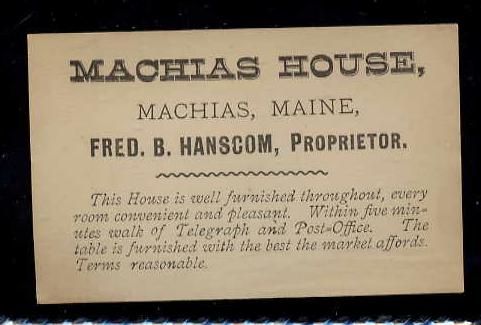 MACHIAS HOUSE,
MACHIAS, MAINE,
FRED. B. HANSCOM, PROPRIETOR.
This House is well furnished throughout, every
room convenient and pleasant. Within five min=
utes walk of Telegraph and Post=Office. The
table is furnished with the best the market affords.
Terms reasonable.